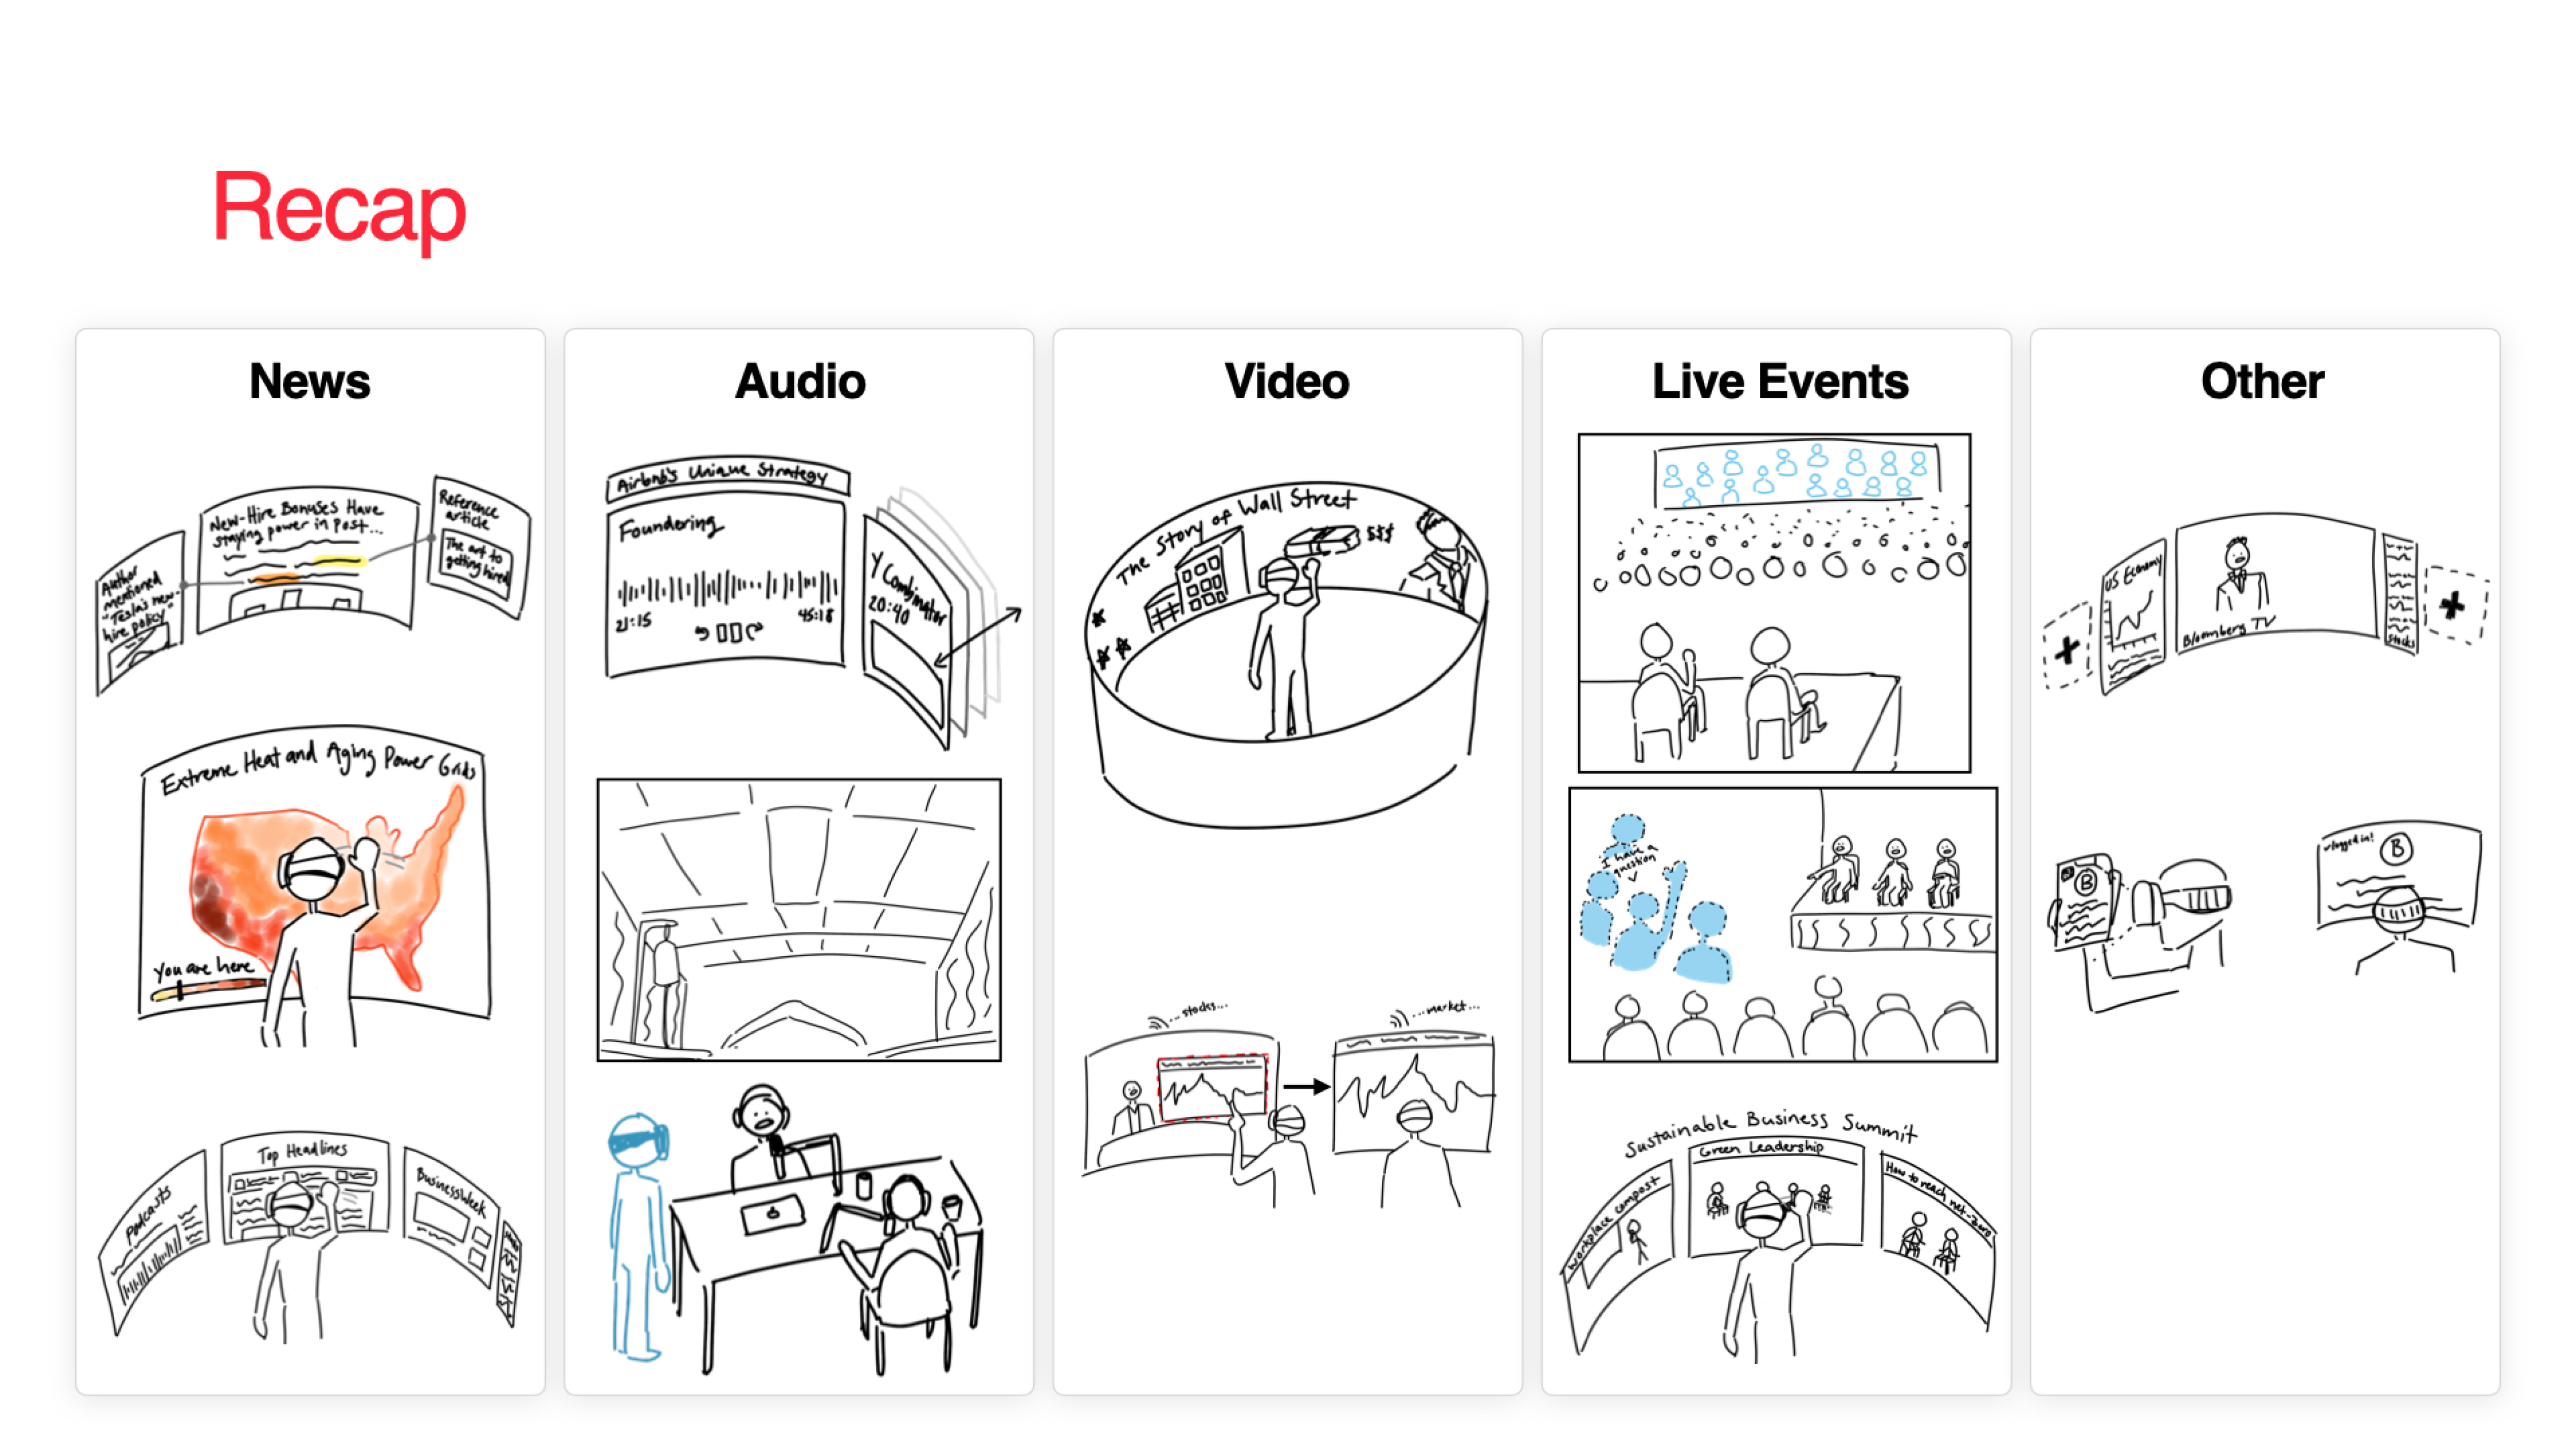 Recap
News
Author
mentioned
"Tesla's new-
hire policy"
New-Hire Bonuses Have
staying power in post...
Reference
article
The art to
getting hired
Extreme Heat and Aging Power Grids
You are here
Podcasts
Top Headlines
BusinessWeek
Audio
Airbnb's Unique Strategy
Foundering
21:15
45:18
Y Combinator
20:40
Video
The Story of Wall Street
$$$
...stocks...
...market...
Live Events
I have a
question
Sustainable Business Summit
Workplace compost
Green Leadership
How to reach net-zero
Other
US Economy
Bloomberg TV
Stocks
B
logged in!
B